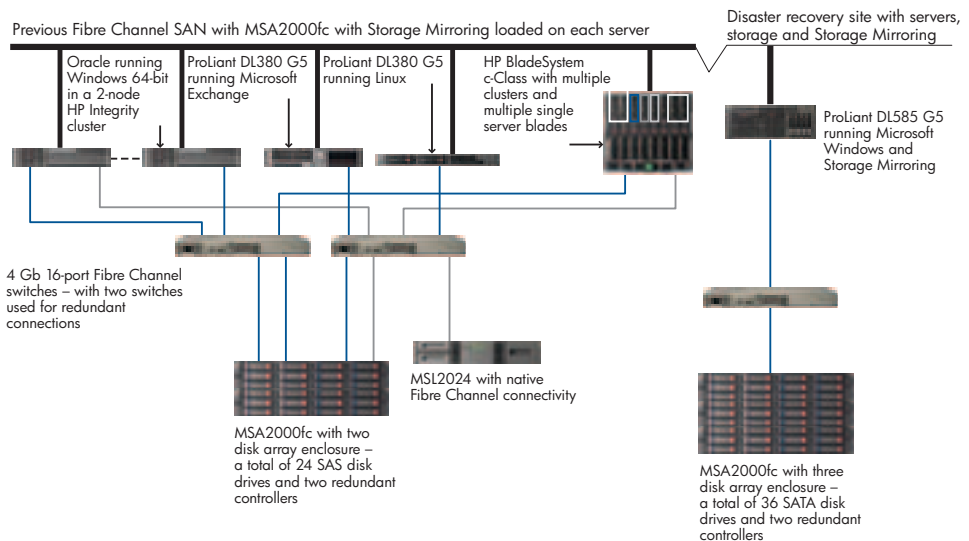 Previous Fibre Channel SAN with MSA2000fc with Storage Mirroring loaded on each server
Disaster recovery site with servers,
storage and Storage Mirroring
Oracle running
Windows 64-bit
in a 2-node
HP Integrity
cluster
ProLiant DL380 G5
running Microsoft
Exchange
ProLiant DL380 G5
running Linux
HP BladeSystem
c-Class with multiple
clusters and
multiple single
server blades
ProLiant DL585 G5
running Microsoft
Windows and
Storage Mirroring
4 Gb 16-port Fibre Channel
switches – with two switches
used for redundant
connections
MSL2024 with native
Fibre Channel connectivity
MSA2000fc with two
disk array enclosure –
a total of 24 SAS disk
drives and two redundant
controllers
MSA2000fc with three
disk array enclosure –
a total of 36 SATA disk
drives and two redundant
controllers